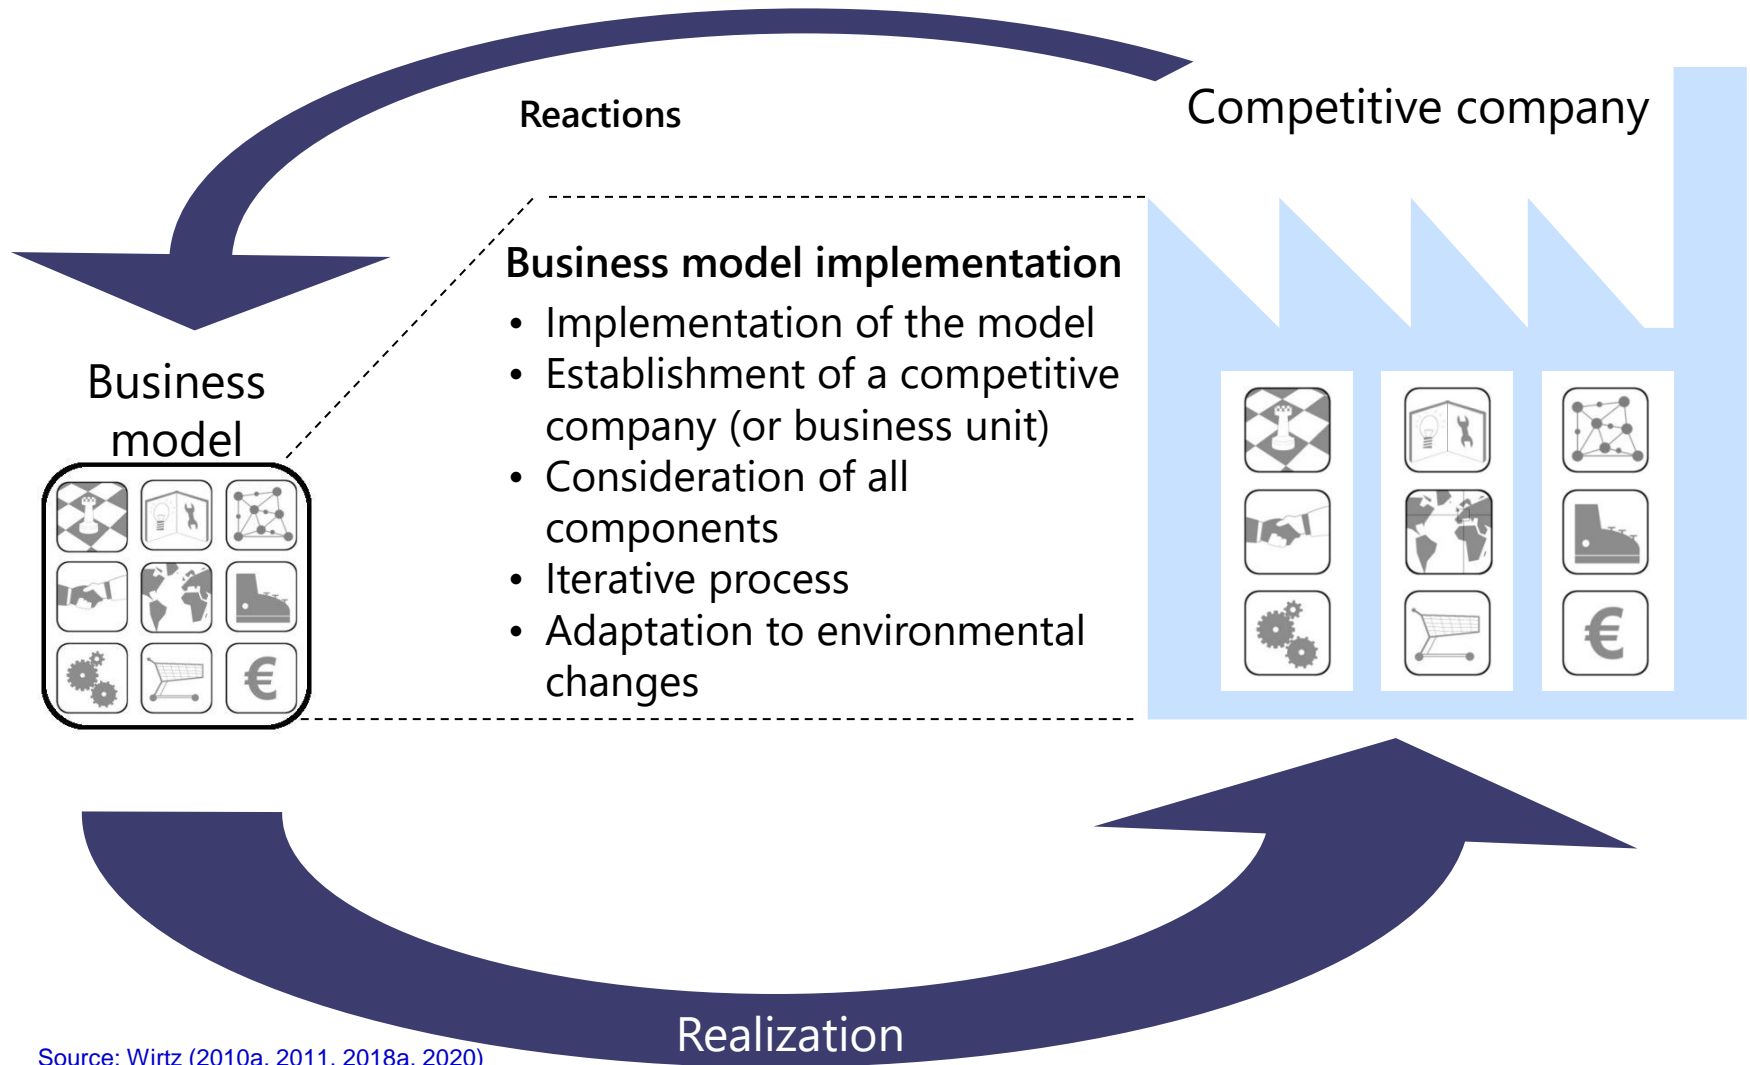 Reactions
Competitive company
Business model implementation
• Implementation of the model
• Establishment of a competitive
company (or business unit)
• Consideration of all
components
• Iterative process
• Adaptation to environmental
changes
Business
model
€
€
Realization
Source: Wirtz (2010a, 2011, 2018a, 2020)